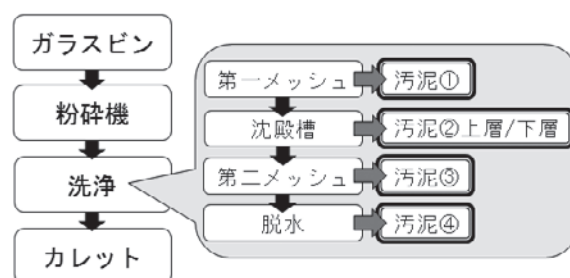 ガラスビン
粉砕機
洗浄
カレット
第一メッシュ
汚泥①
沈殿槽
汚泥②上層/下層
第二メッシュ
汚泥③
脱水
汚泥④